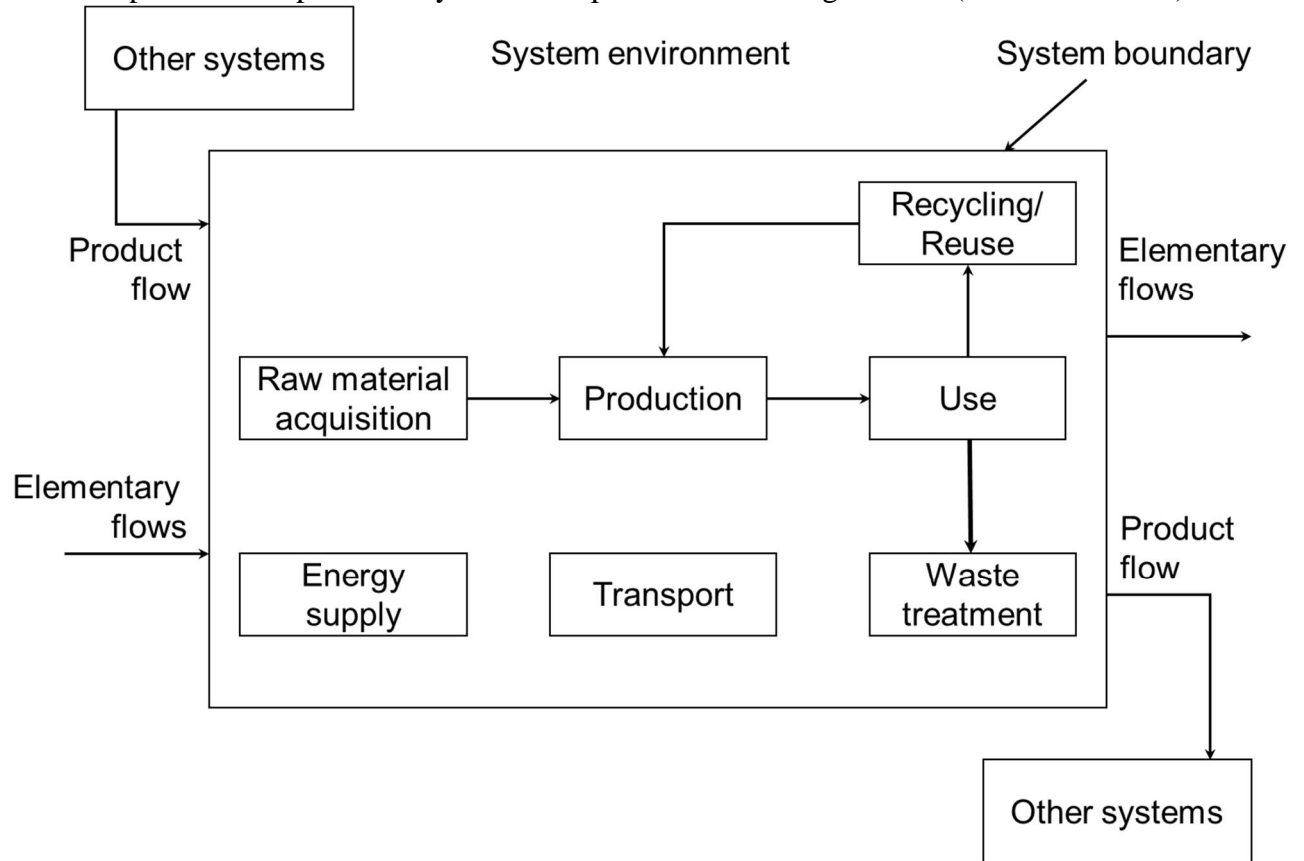 Other systems
System environment
System boundary
Recycling/
Reuse
Product
flow
Elementary
flows
Raw material
acquisition
Production
Use
Elementary
flows
Energy
supply
Transport
Waste
treatment
Product
flow
Other systems